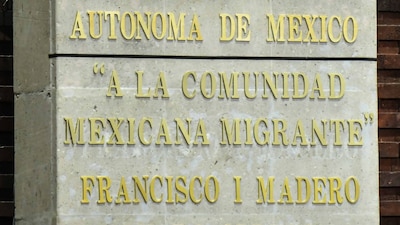 AUTONOMA DE MEXICO
“A LA COMUNIDAD
MEXICANA MIGRANTE”
FRANCISCO I MADERO